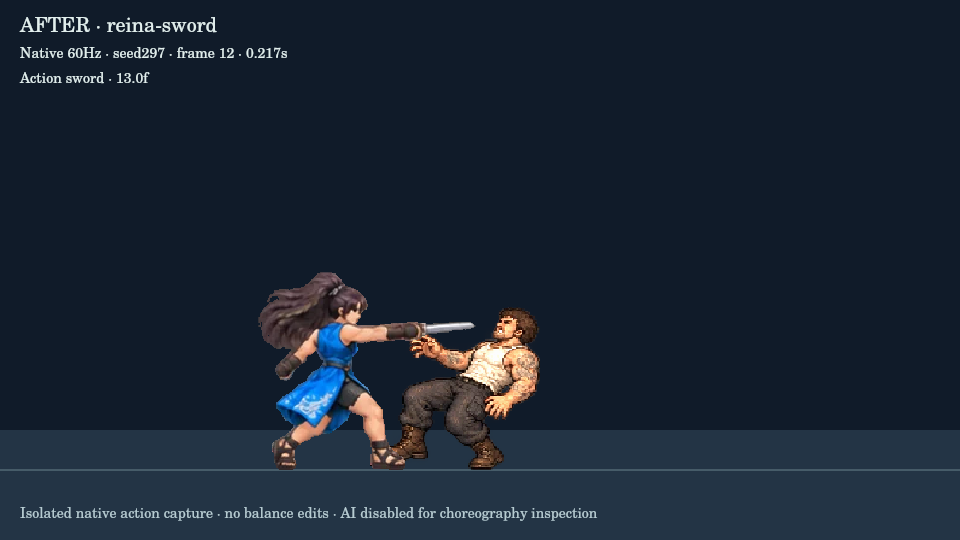 AFTER · reina-sword
Native 60Hz · seed297 · frame 12 · 0.217s
Action sword · 13.0f
Isolated native action capture · no balance edits · AI disabled for choreography inspection